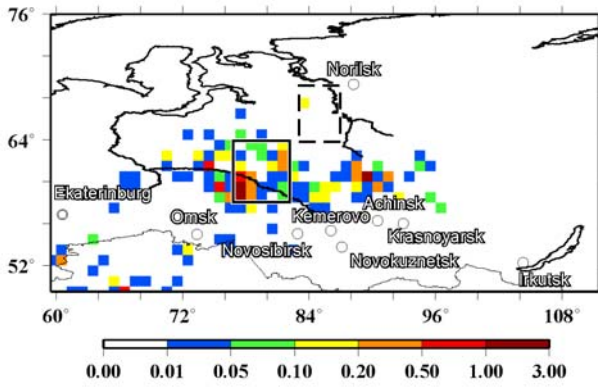 76°
Norilsk
64°
Ekaterinburg
Achinsk
Omsk
Kemerovo
Krasnoyarsk
Novosibirsk
Novokuznetsk
52°
Irkutsk
60° 72° 84° 96° 108°
0.00 0.01 0.05 0.10 0.20 0.50 1.00 3.00